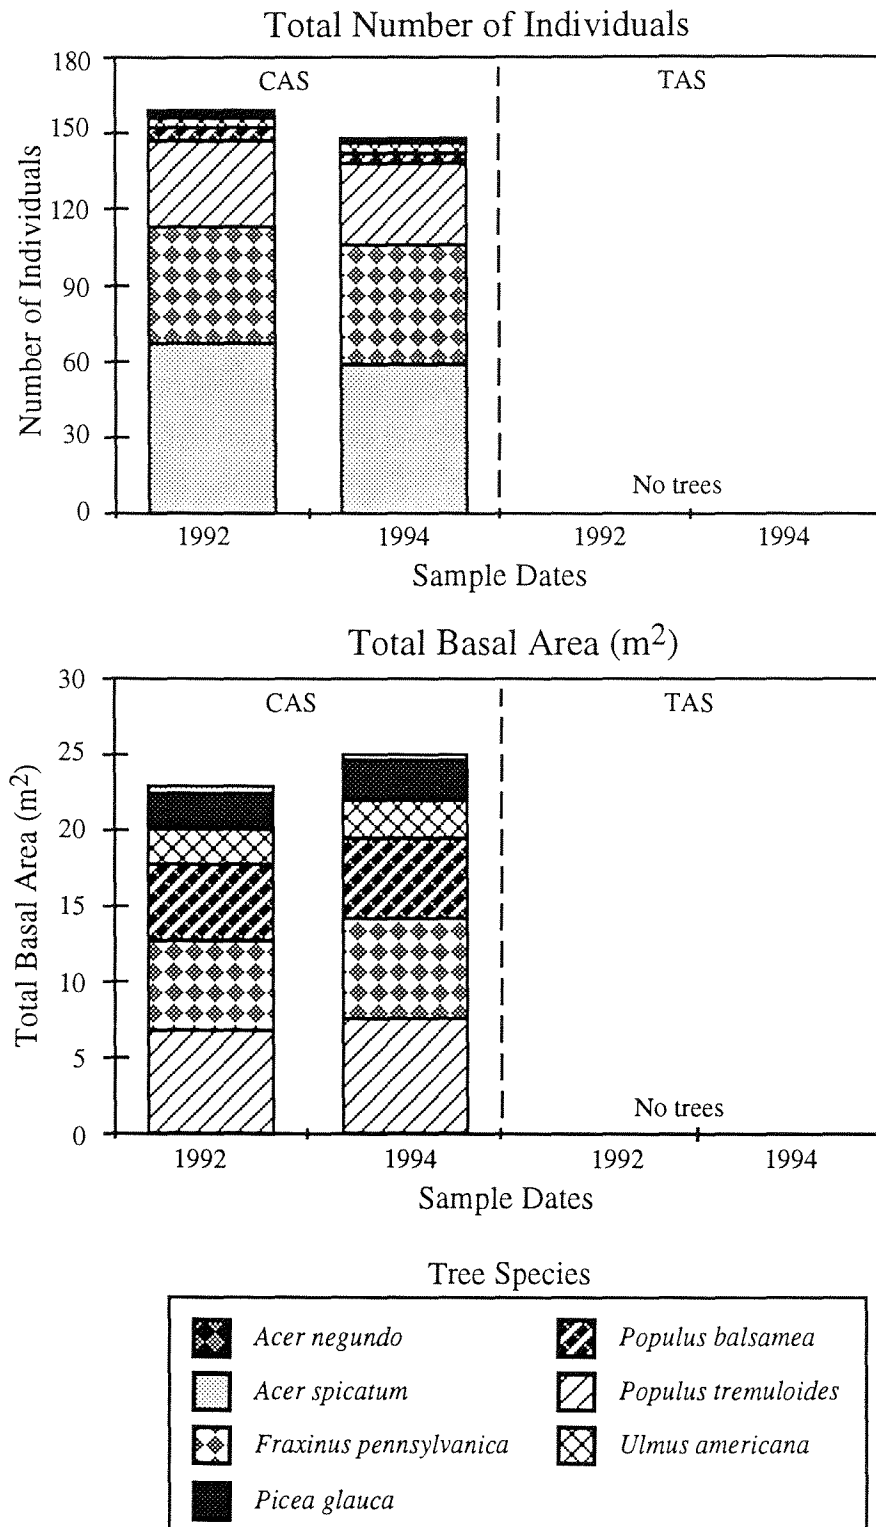 Total Number of Individuals
180
150
120
90
60
30
0
Number of Individuals
CAS
TAS
No trees
1992
1994
1992
1994
Sample Dates
Total Basal Area (m²)
30
25
20
15
10
5
0
Total Basal Area (m²)
CAS
TAS
No trees
1992
1994
1992
1994
Sample Dates
Tree Species
Acer negundo
Populus balsamea
Acer spicatum
Populus tremuloides
Fraxinus pennsylvanica
Ulmus americana
Picea glauca